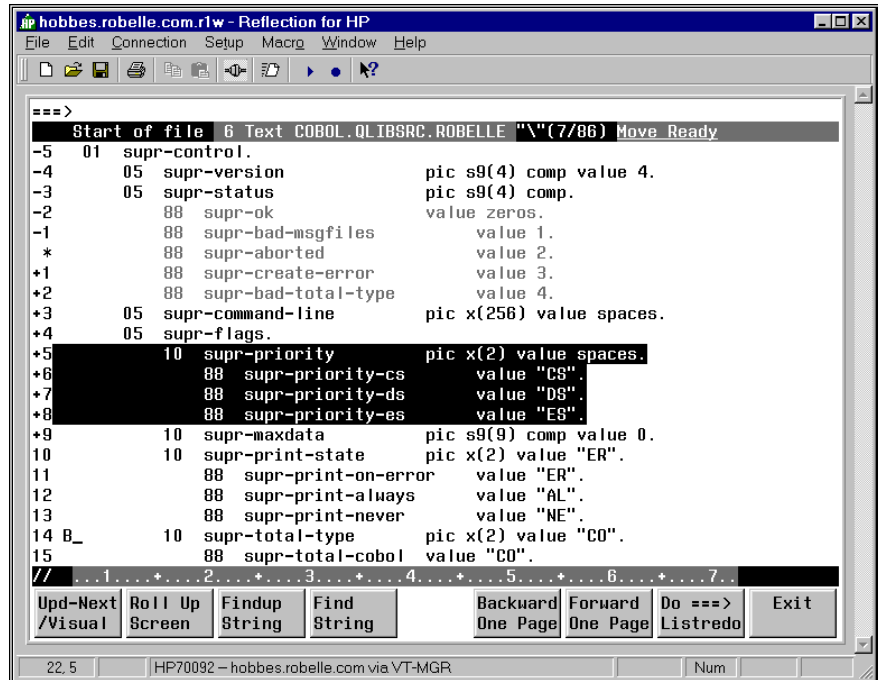 hobbes.robelle.com.r1w - Reflection for HP
File Edit Connection Setup Macro Window Help
===>
Start of file 6 Text COBOL.QLIBSRC.ROBELLE "\"(7/86) Move Ready
-5 01 supr-control.
-4 05 supr-version pic s9(4) comp value 4.
-3 05 supr-status pic s9(4) comp.
-2 88 supr-ok value zeros.
-1 88 supr-bad-msgfiles value 1.
* 88 supr-aborted value 2.
+1 88 supr-create-error value 3.
+2 88 supr-bad-total-type value 4.
+3 05 supr-command-line pic x(256) value spaces.
+4 05 supr-flags.
+5 10 supr-priority pic x(2) value spaces.
+6 88 supr-priority-cs value "CS".
+7 88 supr-priority-ds value "DS".
+8 88 supr-priority-es value "ES".
+9 10 supr-maxdata pic s9(9) comp value 0.
10 10 supr-print-state pic x(2) value "ER".
11 88 supr-print-on-error value "ER".
12 88 supr-print-always value "AL".
13 88 supr-print-never value "NE".
14 B_ 10 supr-total-type pic x(2) value "CO".
15 88 supr-total-cobol value "CO".
// ...1....+....2....+....3....+....4....+....5....+....6....+....7..
Upd-Next Roll Up Findup Find Backward Forward Do ===> Exit
/Visual Screen String String One Page One Page Listredo
22, 5 HP70092 – hobbes.robelle.com via VT-MGR Num